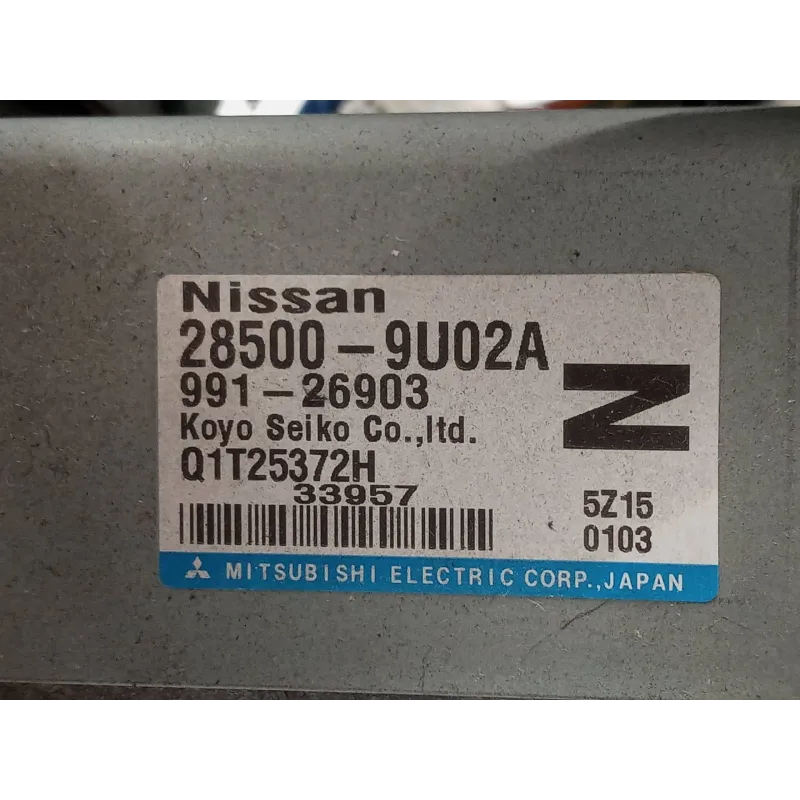 Nissan
28500-9U02A
991-26903
Koyo Seiko Co.,ltd.
N
Q1T25372H
33957
5Z15
0103
MITSUBISHI ELECTRIC CORP.,JAPAN